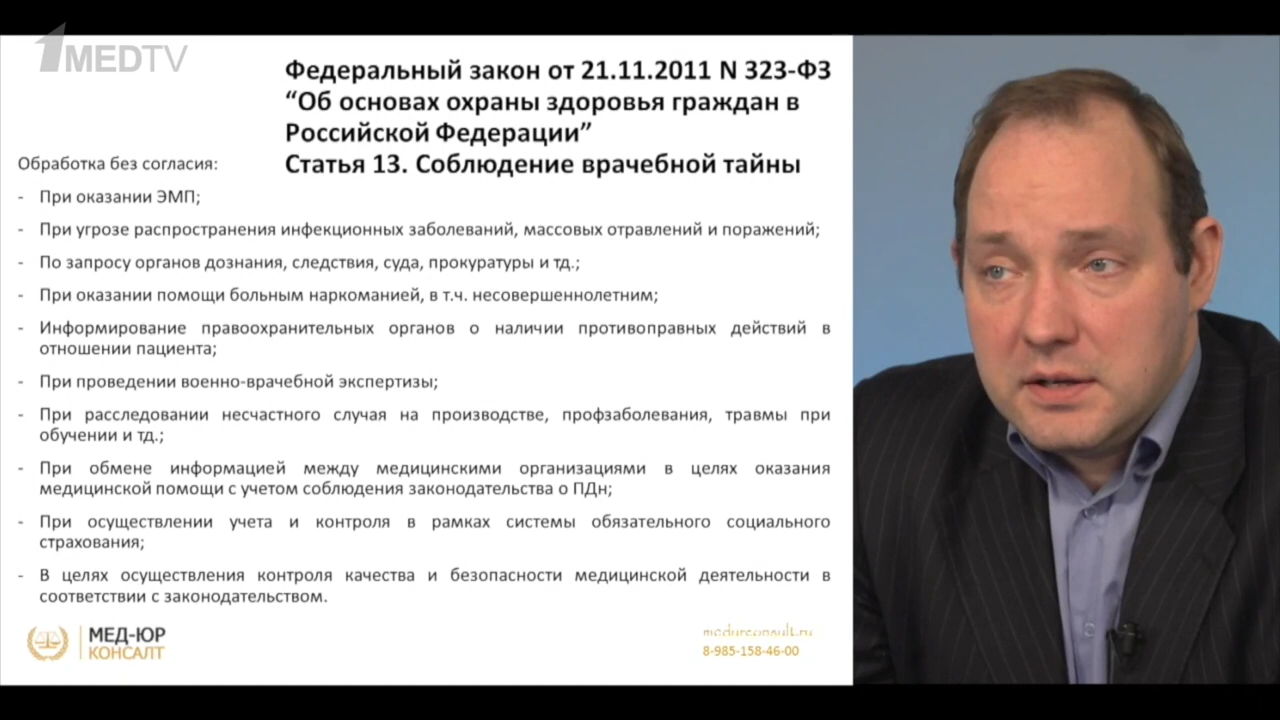 1MEDTV
Федеральный закон от 21.11.2011 N 323-ФЗ
“Об основах охраны здоровья граждан в
Российской Федерации”
Статья 13. Соблюдение врачебной тайны
Обработка без согласия:
- При оказании ЭМП;
- При угрозе распространения инфекционных заболеваний, массовых отравлений и поражений;
- По запросу органов дознания, следствия, суда, прокуратуры и тд.;
- При оказании помощи больным наркоманией, в т.ч. несовершеннолетним;
- Информирование правоохранительных органов о наличии противоправных действий в
отношении пациента;
- При проведении военно-врачебной экспертизы;
- При расследовании несчастного случая на производстве, профзаболевания, травмы при
обучении и тд.;
- При обмене информацией между медицинскими организациями в целях оказания
медицинской помощи с учетом соблюдения законодательства о ПДн;
- При осуществлении учета и контроля в рамках системы обязательного социального
страхования;
- В целях осуществления контроля качества и безопасности медицинской деятельности в
соответствии с законодательством.
МЕД-ЮР
КОНСАЛТ
medurconsult.ru
8-985-158-46-00